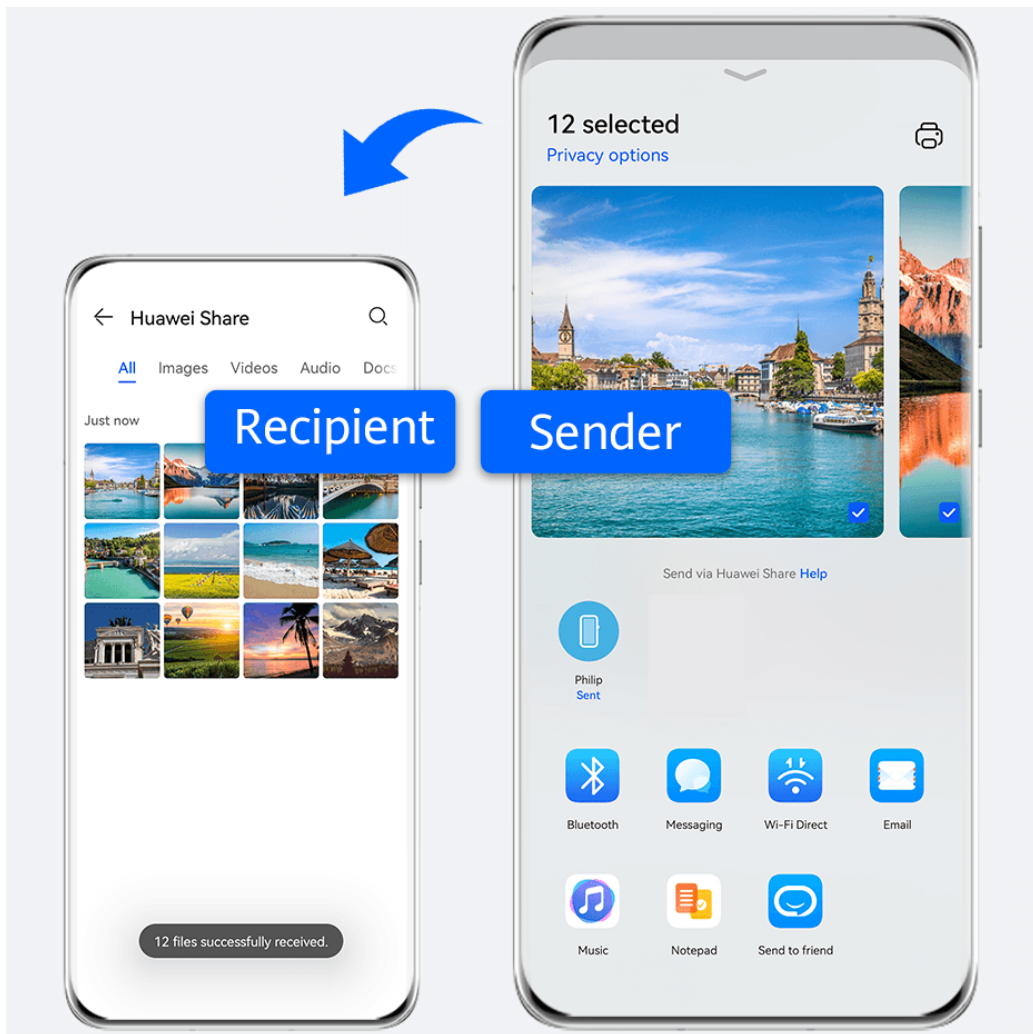 12 selected
Privacy options
Huawei Share
All Images Videos Audio Docs
Just now
Recipient
Sender
Send via Huawei Share Help
Philip
Sent
Bluetooth Messaging Wi-Fi Direct Email
Music Notepad Send to friend
12 files successfully received.